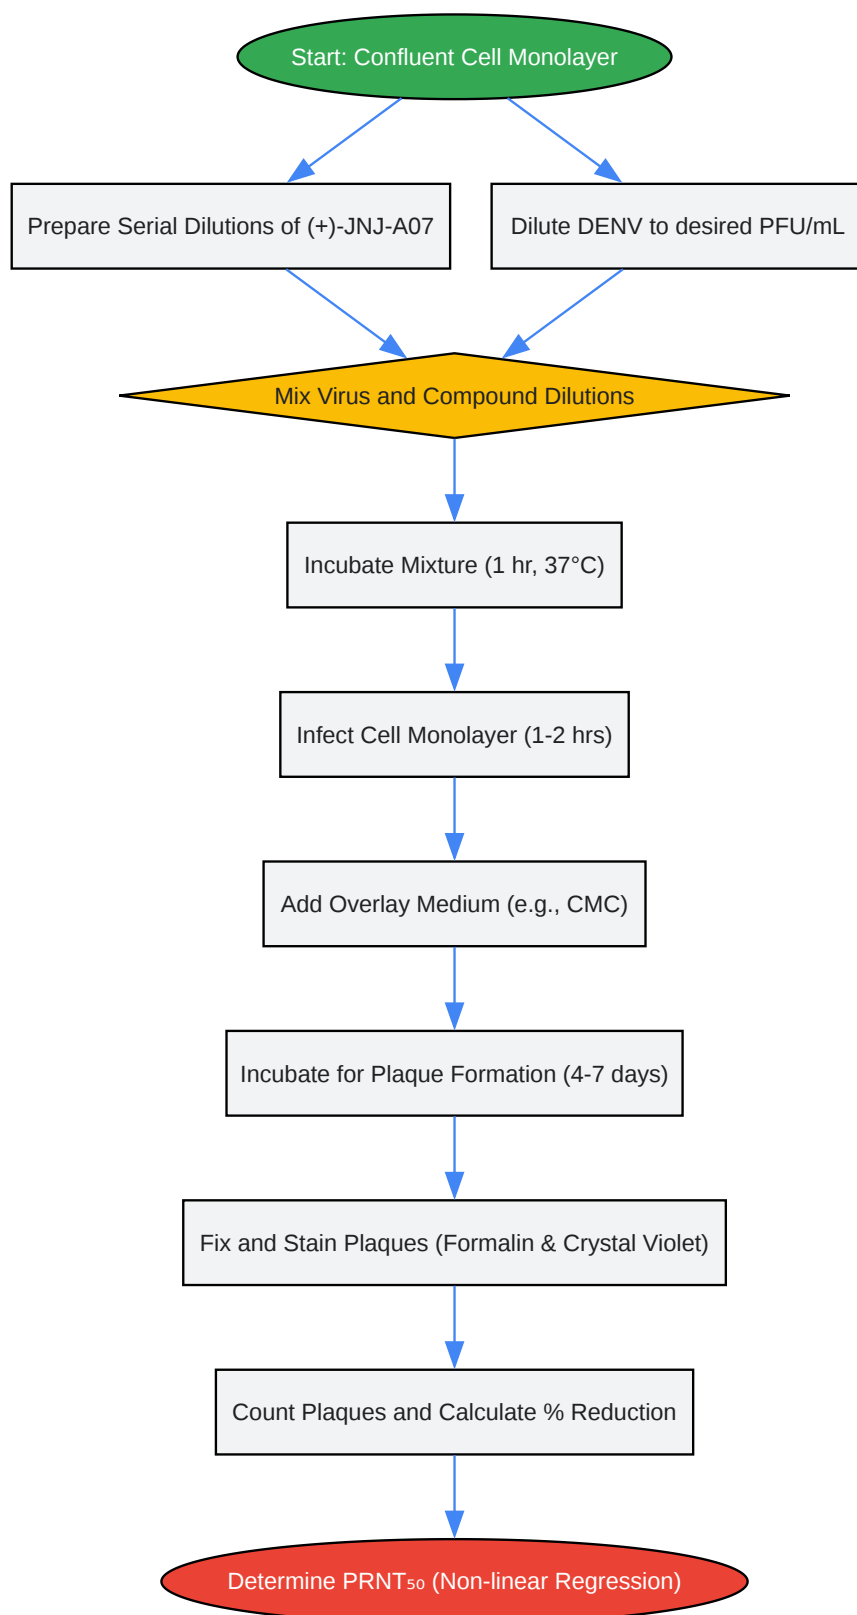 Start: Confluent Cell Monolayer
Prepare Serial Dilutions of (+)-JNJ-A07
Dilute DENV to desired PFU/mL
Mix Virus and Compound Dilutions
Incubate Mixture (1 hr, 37°C)
Infect Cell Monolayer (1-2 hrs)
Add Overlay Medium (e.g., CMC)
Incubate for Plaque Formation (4-7 days)
Fix and Stain Plaques (Formalin & Crystal Violet)
Count Plaques and Calculate % Reduction
Determine PRNT₅₀ (Non-linear Regression)